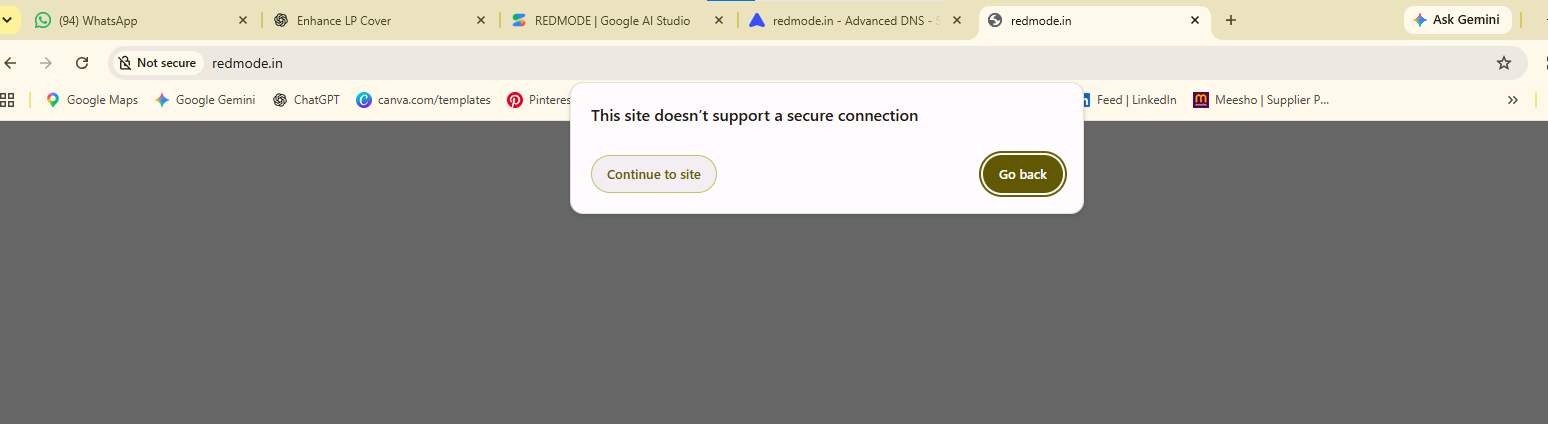 (94) WhatsApp
Enhance LP Cover
REDMODE | Google AI Studio
redmode.in - Advanced DNS - S
redmode.in
Ask Gemini
Not secure
redmode.in
Google Maps
Google Gemini
ChatGPT
canva.com/templates
Pinteres
Feed | LinkedIn
Meesho | Supplier P...
This site doesn't support a secure connection
Continue to site
Go back